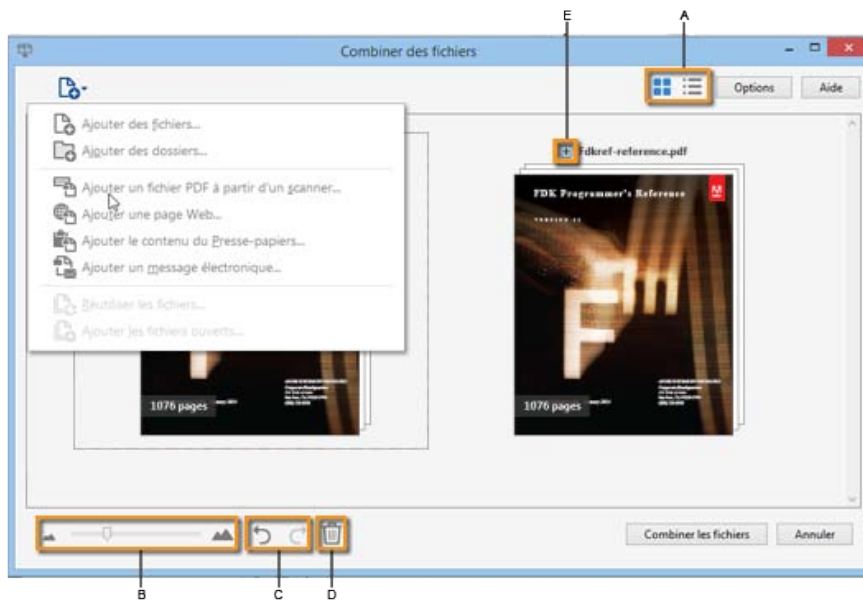 E
A
Combiner des fichiers
Options
Aide
Ajouter des fichiers...
Ajouter des dossiers...
Ajouter un fichier PDF à partir d'un scanner...
Ajouter une page Web...
Ajouter le contenu du Presse-papiers...
Ajouter un message électronique...
Réutiliser les fichiers...
Ajouter les fichiers ouverts...
Fdkref-reference.pdf
FDK Programmer's Reference
VERSION 12
1076 pages
1076 pages
Combiner les fichiers
Annuler
B
C
D